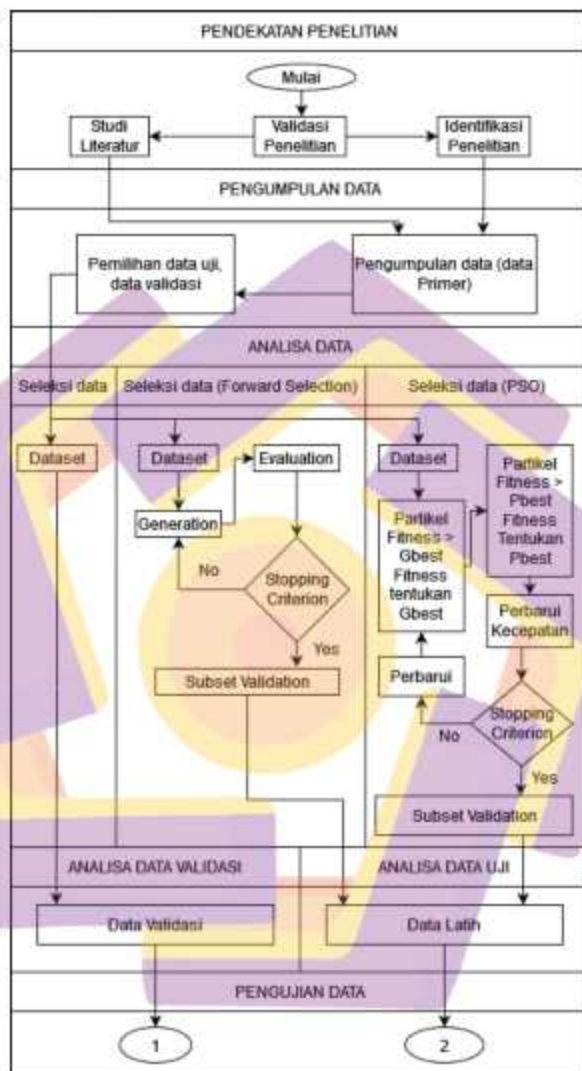 PENDEKATAN PENELITIAN
Mulai
Studi
Literatur
Validasi
Penelitian
Identifikasi
Penelitian
PENGUMPULAN DATA
Pemilihan data uji,
data validasi
Pengumpulan data (data
Primer)
ANALISA DATA
Seleksi data
Seleksi data (Forward Selection)
Seleksi data (PSO)
Dataset
Dataset
Evaluation
Generation
No
Stopping
Criterion
Yes
Subset Validation
Dataset
Partikel
Fitness >
Gbest
Fitness
tentukan
Gbest
Partikel
Fitness >
Pbest
Fitness
Tentukan
Pbest
Perbarui
Kecepatan
Perbarui
No
Stopping
Criterion
Yes
Subset Validation
ANALISA DATA VALIDASI
ANALISA DATA UJI
Data Validasi
Data Latih
PENGUJIAN DATA
1
2